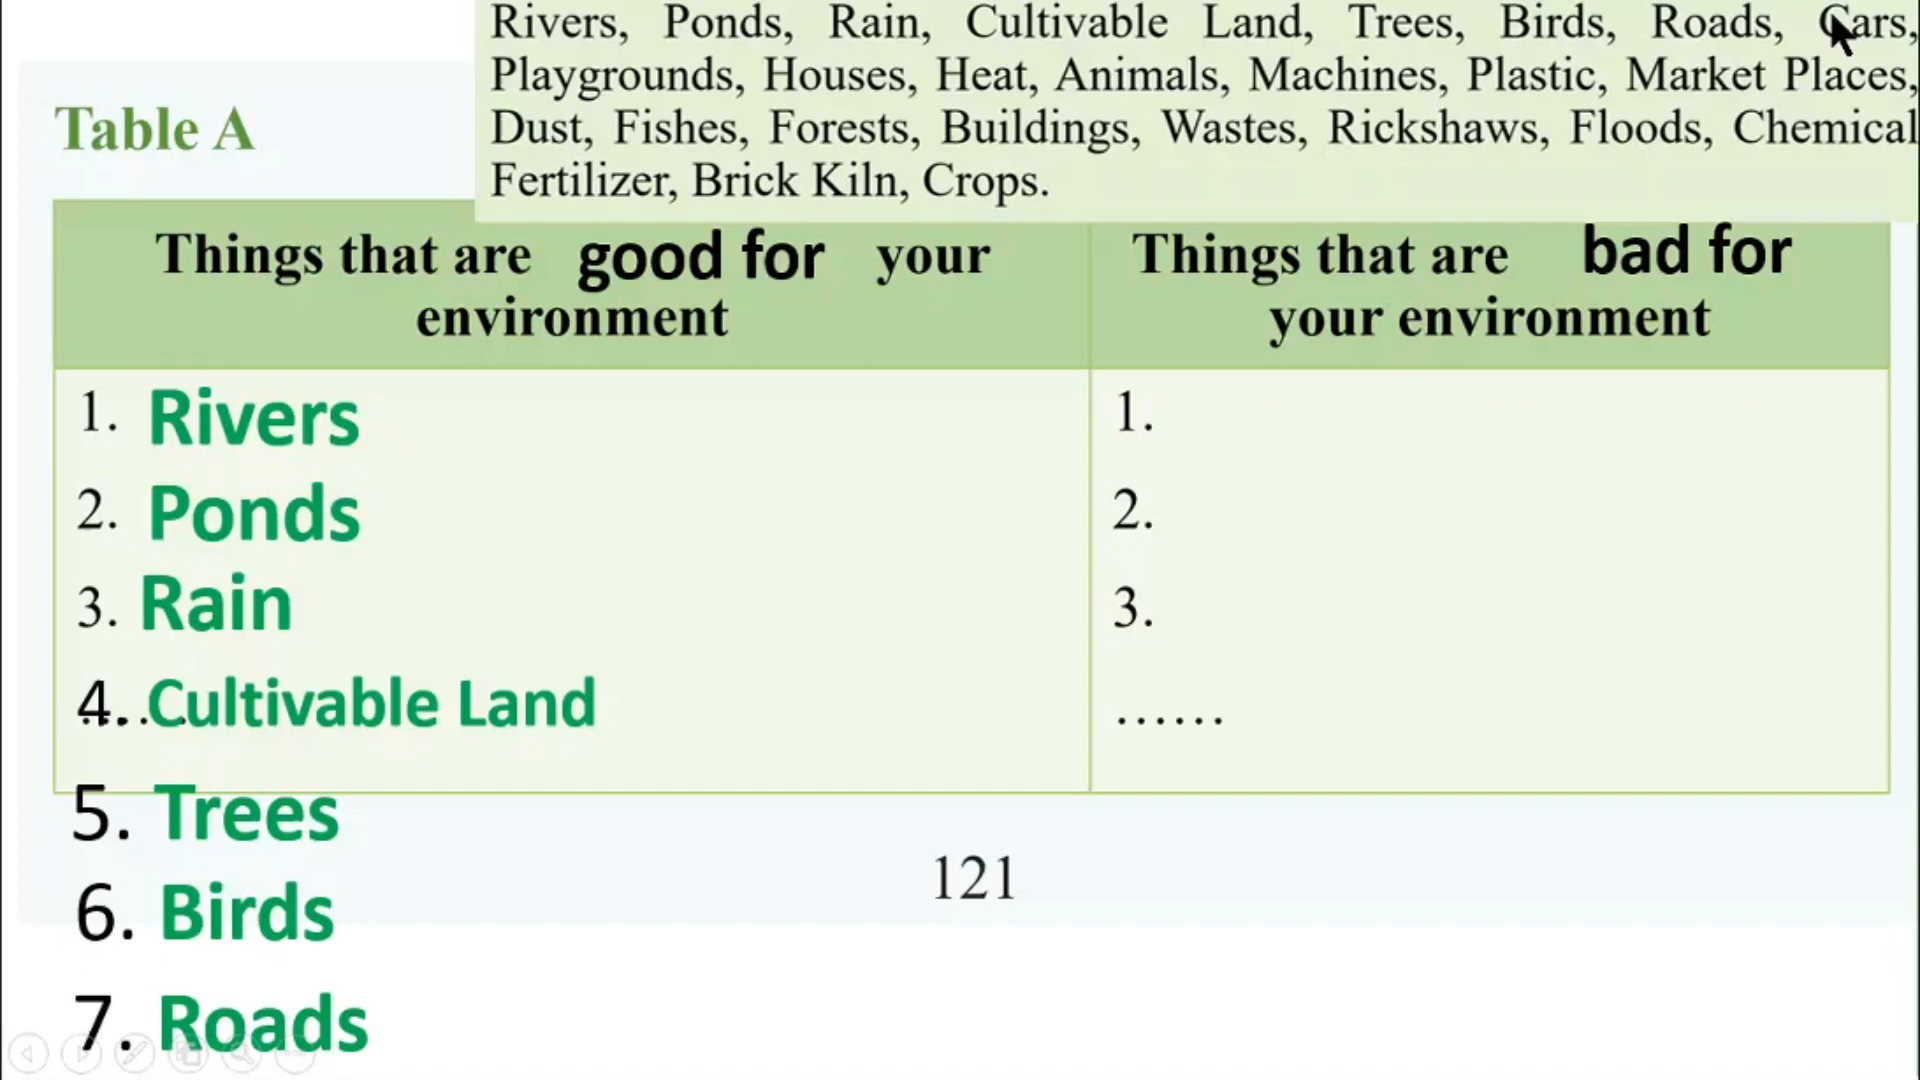 Rivers, Ponds, Rain, Cultivable Land, Trees, Birds, Roads, Cars,
Playgrounds, Houses, Heat, Animals, Machines, Plastic, Market Places,
Dust, Fishes, Forests, Buildings, Wastes, Rickshaws, Floods, Chemical
Fertilizer, Brick Kiln, Crops.
Table A
Things that are good for your
environment
Things that are bad for
your environment
1. Rivers
2. Ponds
3. Rain
4. Cultivable Land
5. Trees
6. Birds
7. Roads
1.
2.
3.
......
121